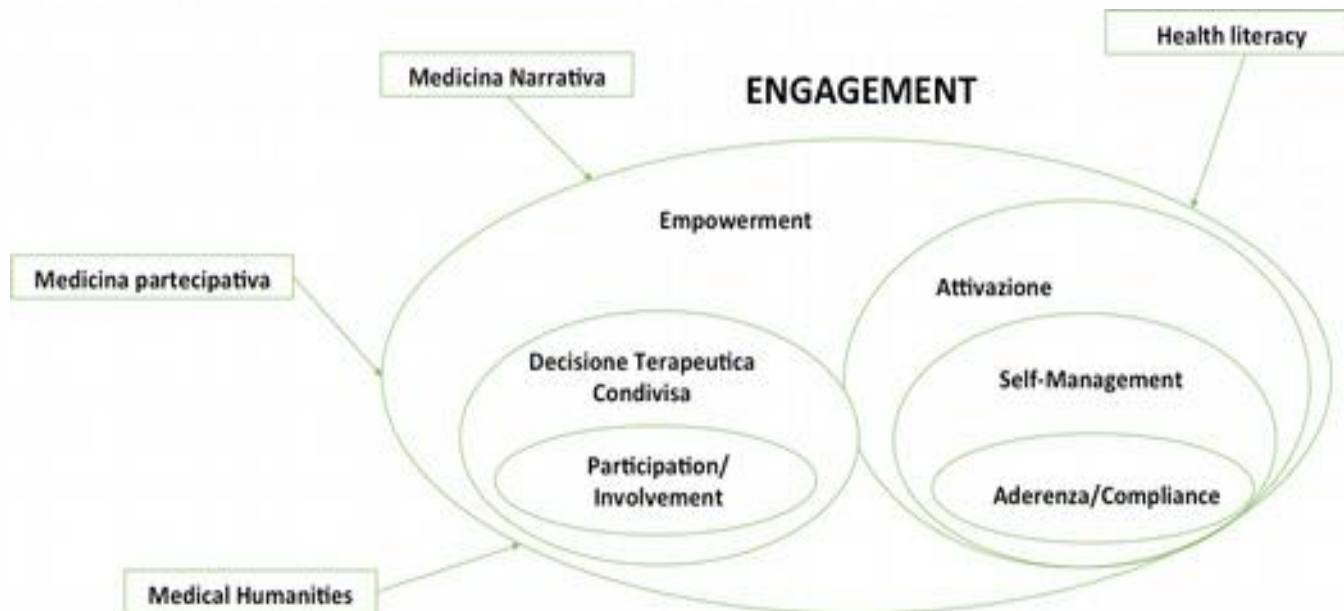 Health literacy
Medicina Narrativa
ENGAGEMENT
Empowerment
Medicina partecipativa
Attivazione
Decisione Terapeutica
Condivisa
Self-Management
Participation/
Involvement
Aderenza/Compliance
Medical Humanities